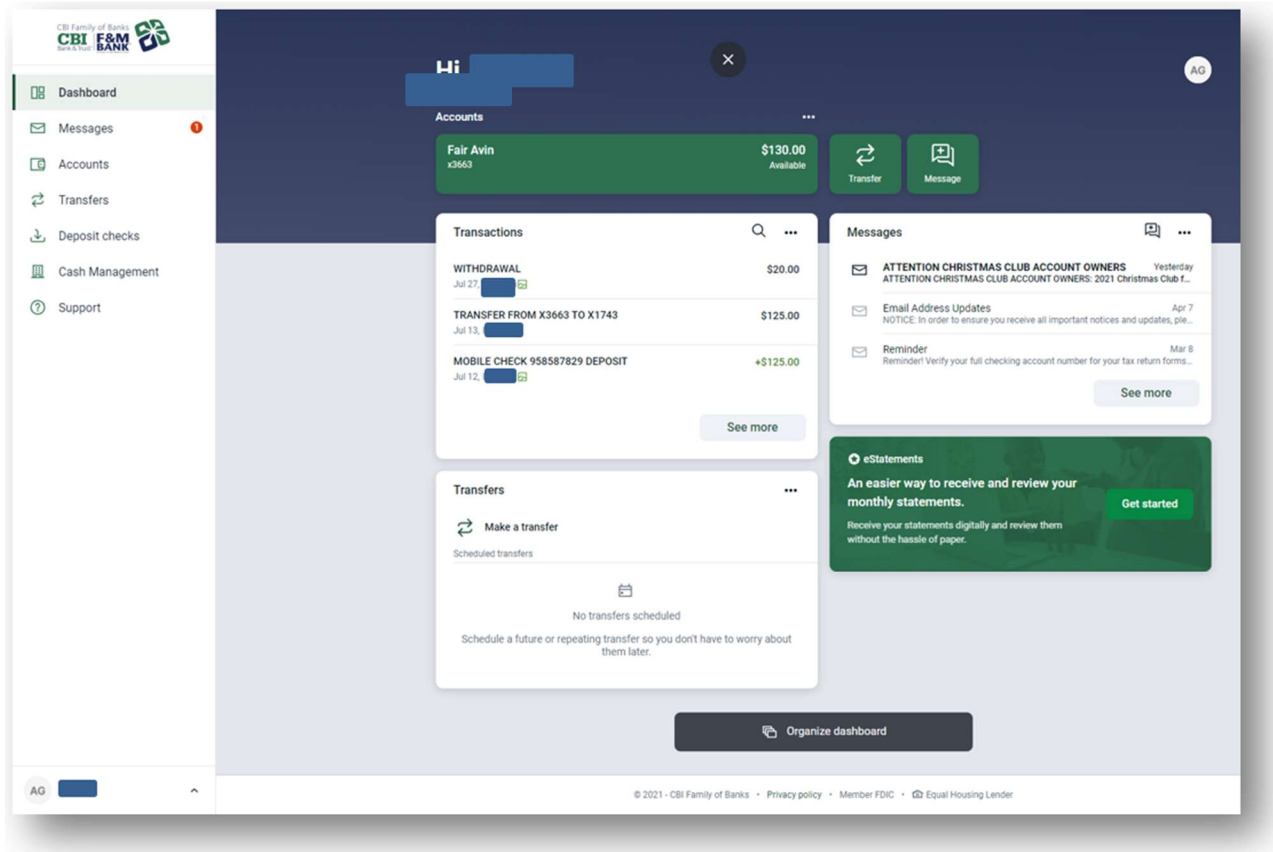 CBI Family of Banks
CBI F&M
Bank & Trust BANK
Dashboard
Messages 1
Accounts
Transfers
Deposit checks
Cash Management
Support
AG
Hi
AG
Accounts
Fair Avin $130.00
x3663 Available
Transfer
Message
Transactions
WITHDRAWAL $20.00
Jul 27,
TRANSFER FROM X3663 TO X1743 $125.00
Jul 13,
MOBILE CHECK 958587829 DEPOSIT +$125.00
Jul 12,
See more
Transfers
Make a transfer
Scheduled transfers
No transfers scheduled
Schedule a future or repeating transfer so you don't have to worry about
them later.
Messages
ATTENTION CHRISTMAS CLUB ACCOUNT OWNERS Yesterday
ATTENTION CHRISTMAS CLUB ACCOUNT OWNERS: 2021 Christmas Club f...
Email Address Updates Apr 7
NOTICE: In order to ensure you receive all important notices and updates, ple...
Reminder Mar 8
Reminder! Verify your full checking account number for your tax return forms...
See more
eStatements
An easier way to receive and review your
monthly statements.
Receive your statements digitally and review them
without the hassle of paper.
Get started
Organize dashboard
© 2021 - CBI Family of Banks • Privacy policy • Member FDIC • Equal Housing Lender